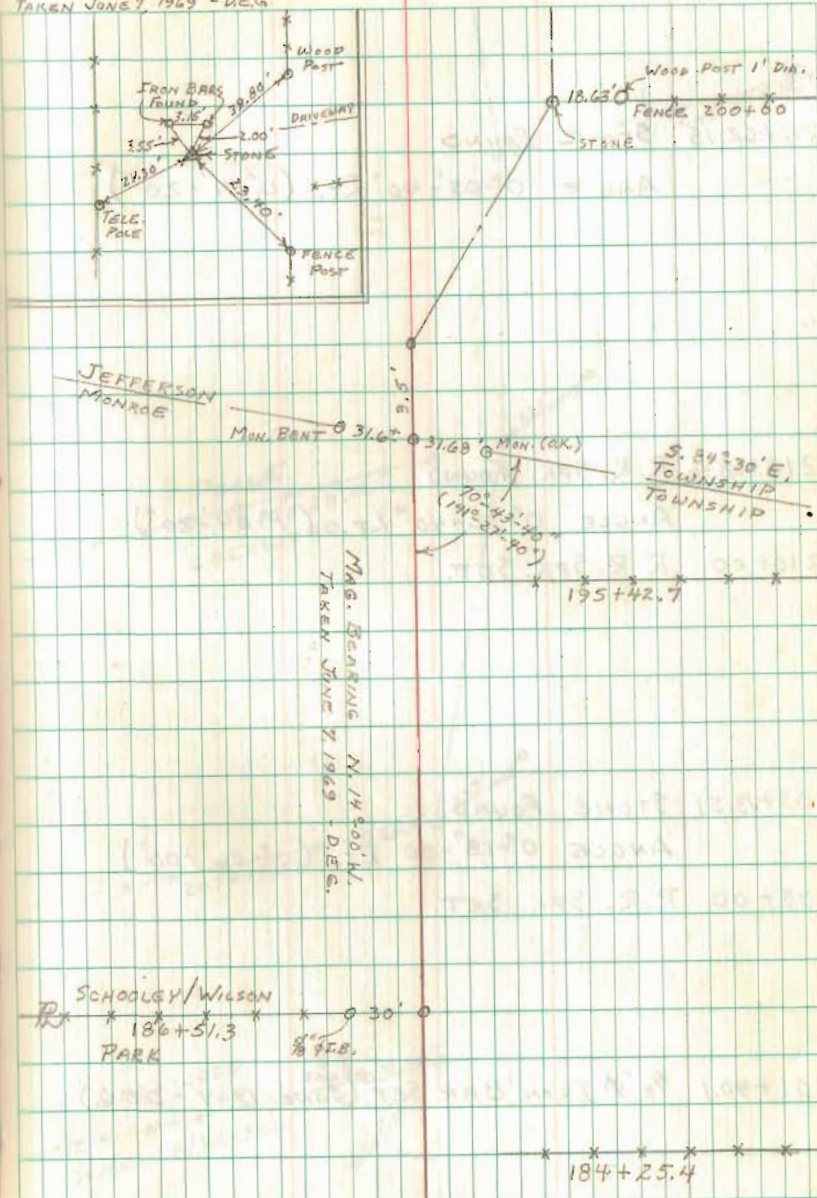 TAKEN JUNE 7, 1969 - D.E.G.
WOOD
POST
IRON BARS
FOUND
39.80'
3.15'
DRIVEWAY
3.55'
2.00'
STONE
24.30'
23.40'
TELE.
POLE
FENCE
POST
WOOD POST 1' DIA.
18.63'
FENCE 200+00
STONE
JEFFERSON
MONROE
MON. BENT
31.6±
31.68'
MON. (O.K.)
S. 84°-30' E.
TOWNSHIP
TOWNSHIP
70°-43'-40"
(141°-27'-40")
195+42.7
MAG. BEARING N. 14°00' W.
TAKEN JUNE 7, 1969 - D.E.G.
SCHOOLEY/WILSON
PL
186+51.3
30'
PARK
5/8" φ I.B.
184+25.4